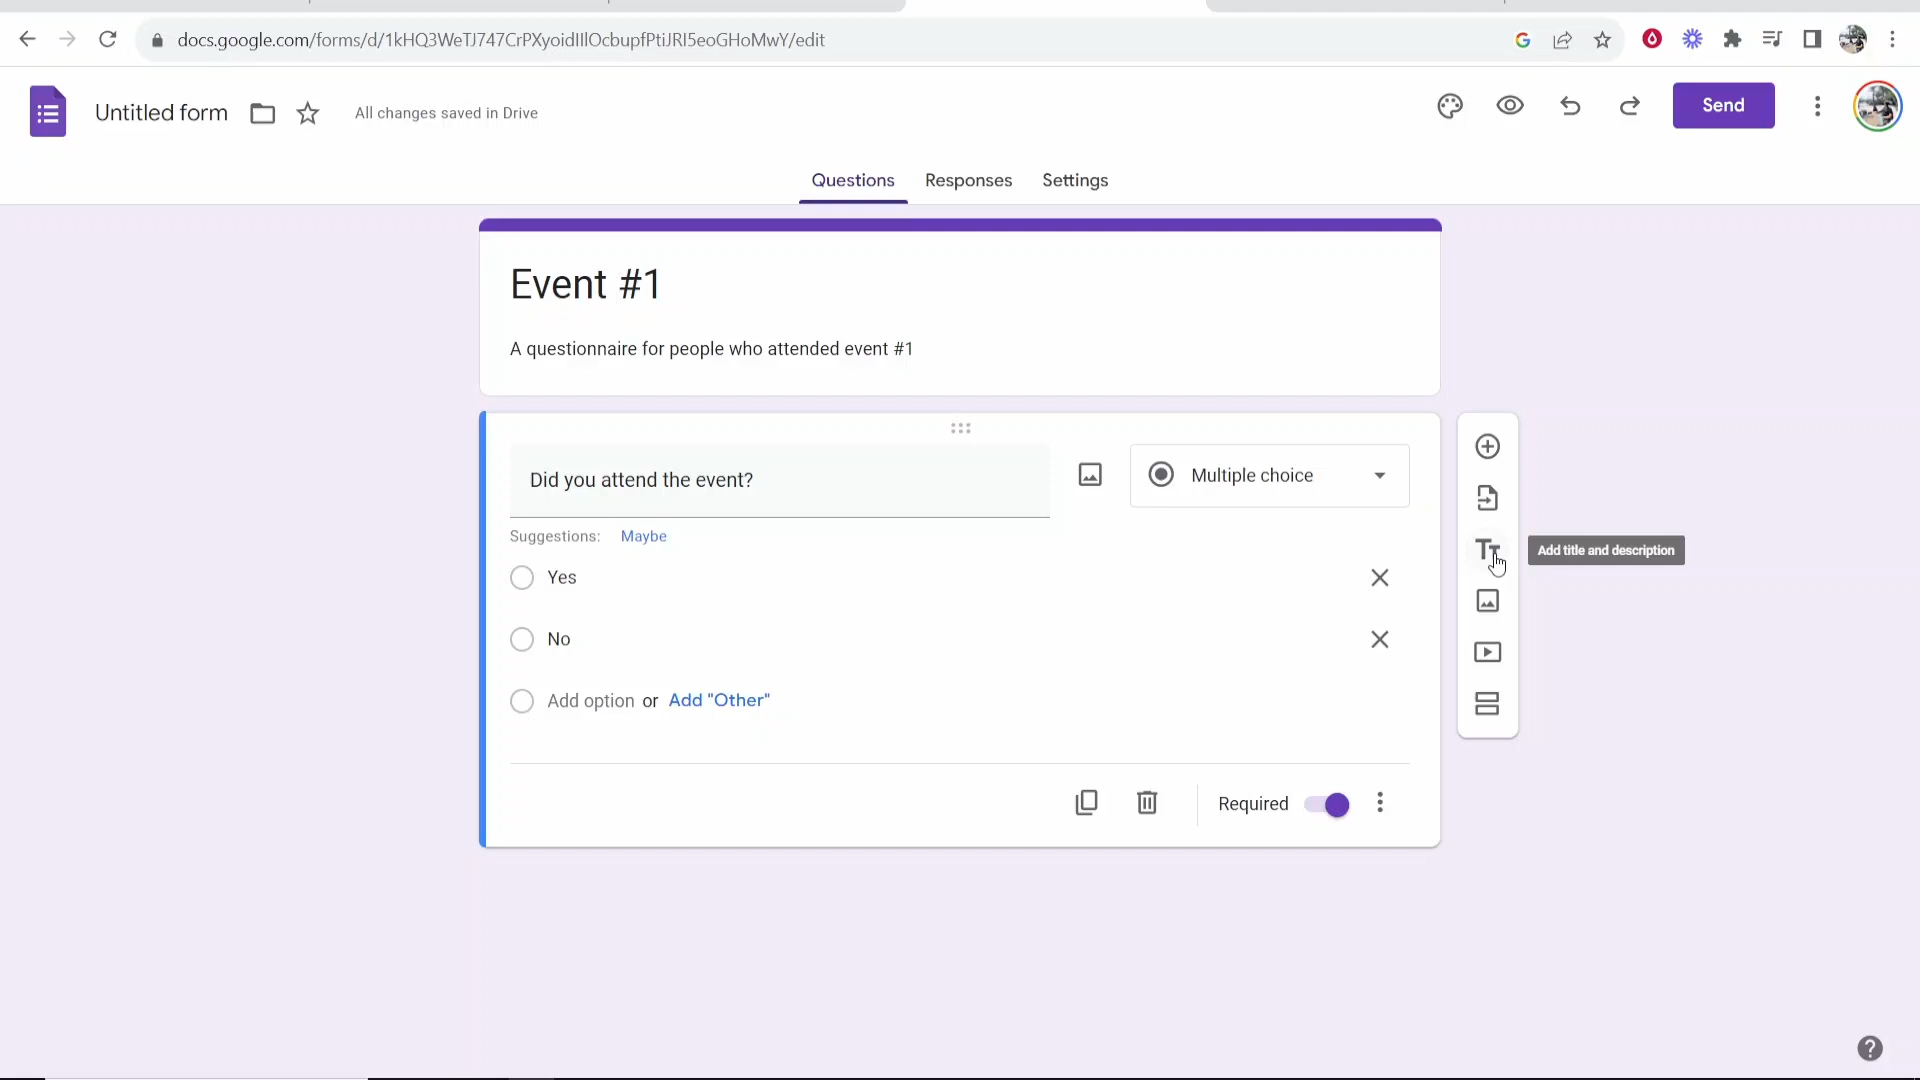 docs.google.com/forms/d/1kHQ3WeTJ747CrPXyoidIIlOcbupfPtiJRI5eoGHoMwY/edit
Untitled form
All changes saved in Drive
Send
Questions
Responses
Settings
Event #1
A questionnaire for people who attended event #1
Did you attend the event?
Multiple choice
Suggestions: Maybe
Add title and description
Yes
No
Add option or Add "Other"
Required